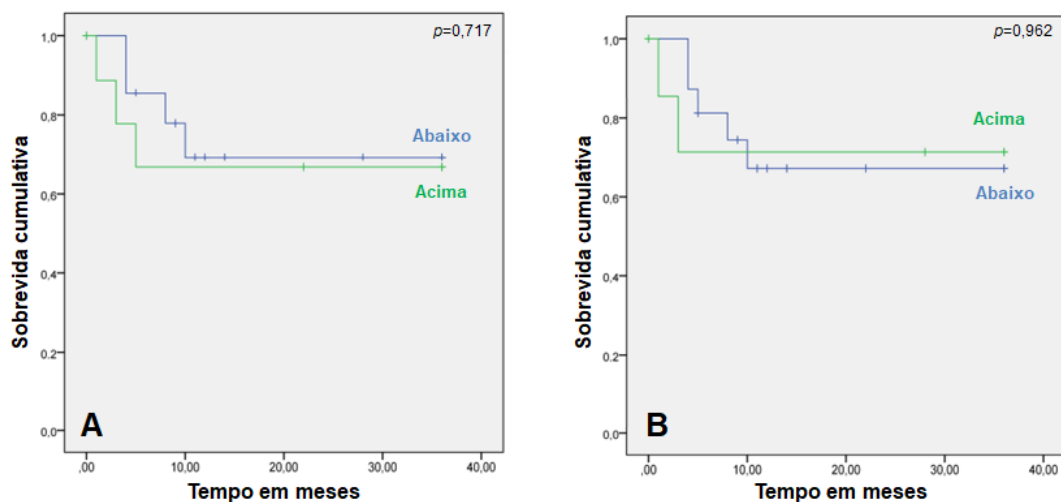 p=0,717
1,0
0,8
0,6
0,4
0,2
0,0
Abaixo
Acima
Sobrevida cumulativa
A
,00
10,00
20,00
30,00
40,00
Tempo em meses
p=0,962
1,0
0,8
0,6
0,4
0,2
0,0
Acima
Abaixo
Sobrevida cumulativa
B
,00
10,00
20,00
30,00
40,00
Tempo em meses